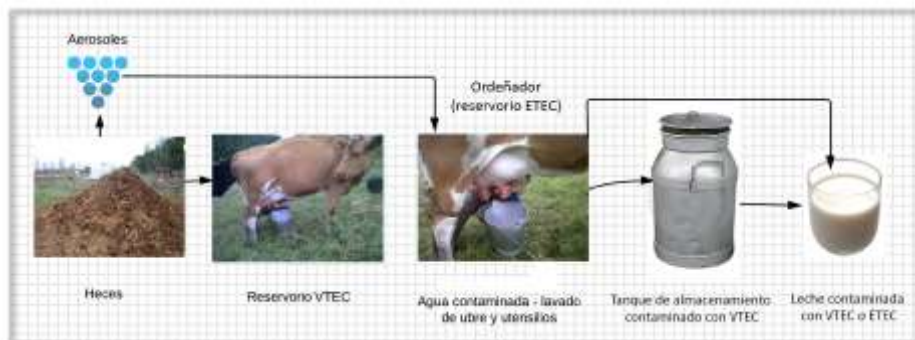 Aerosoles
Ordeñador
(reservorio ETEC)
Heces
Reservorio VTEC
Agua contaminada - lavado
de ubre y utensilios
Tanque de almacenamiento
contaminado con VTEC
Leche contaminada
con VTEC o ETEC